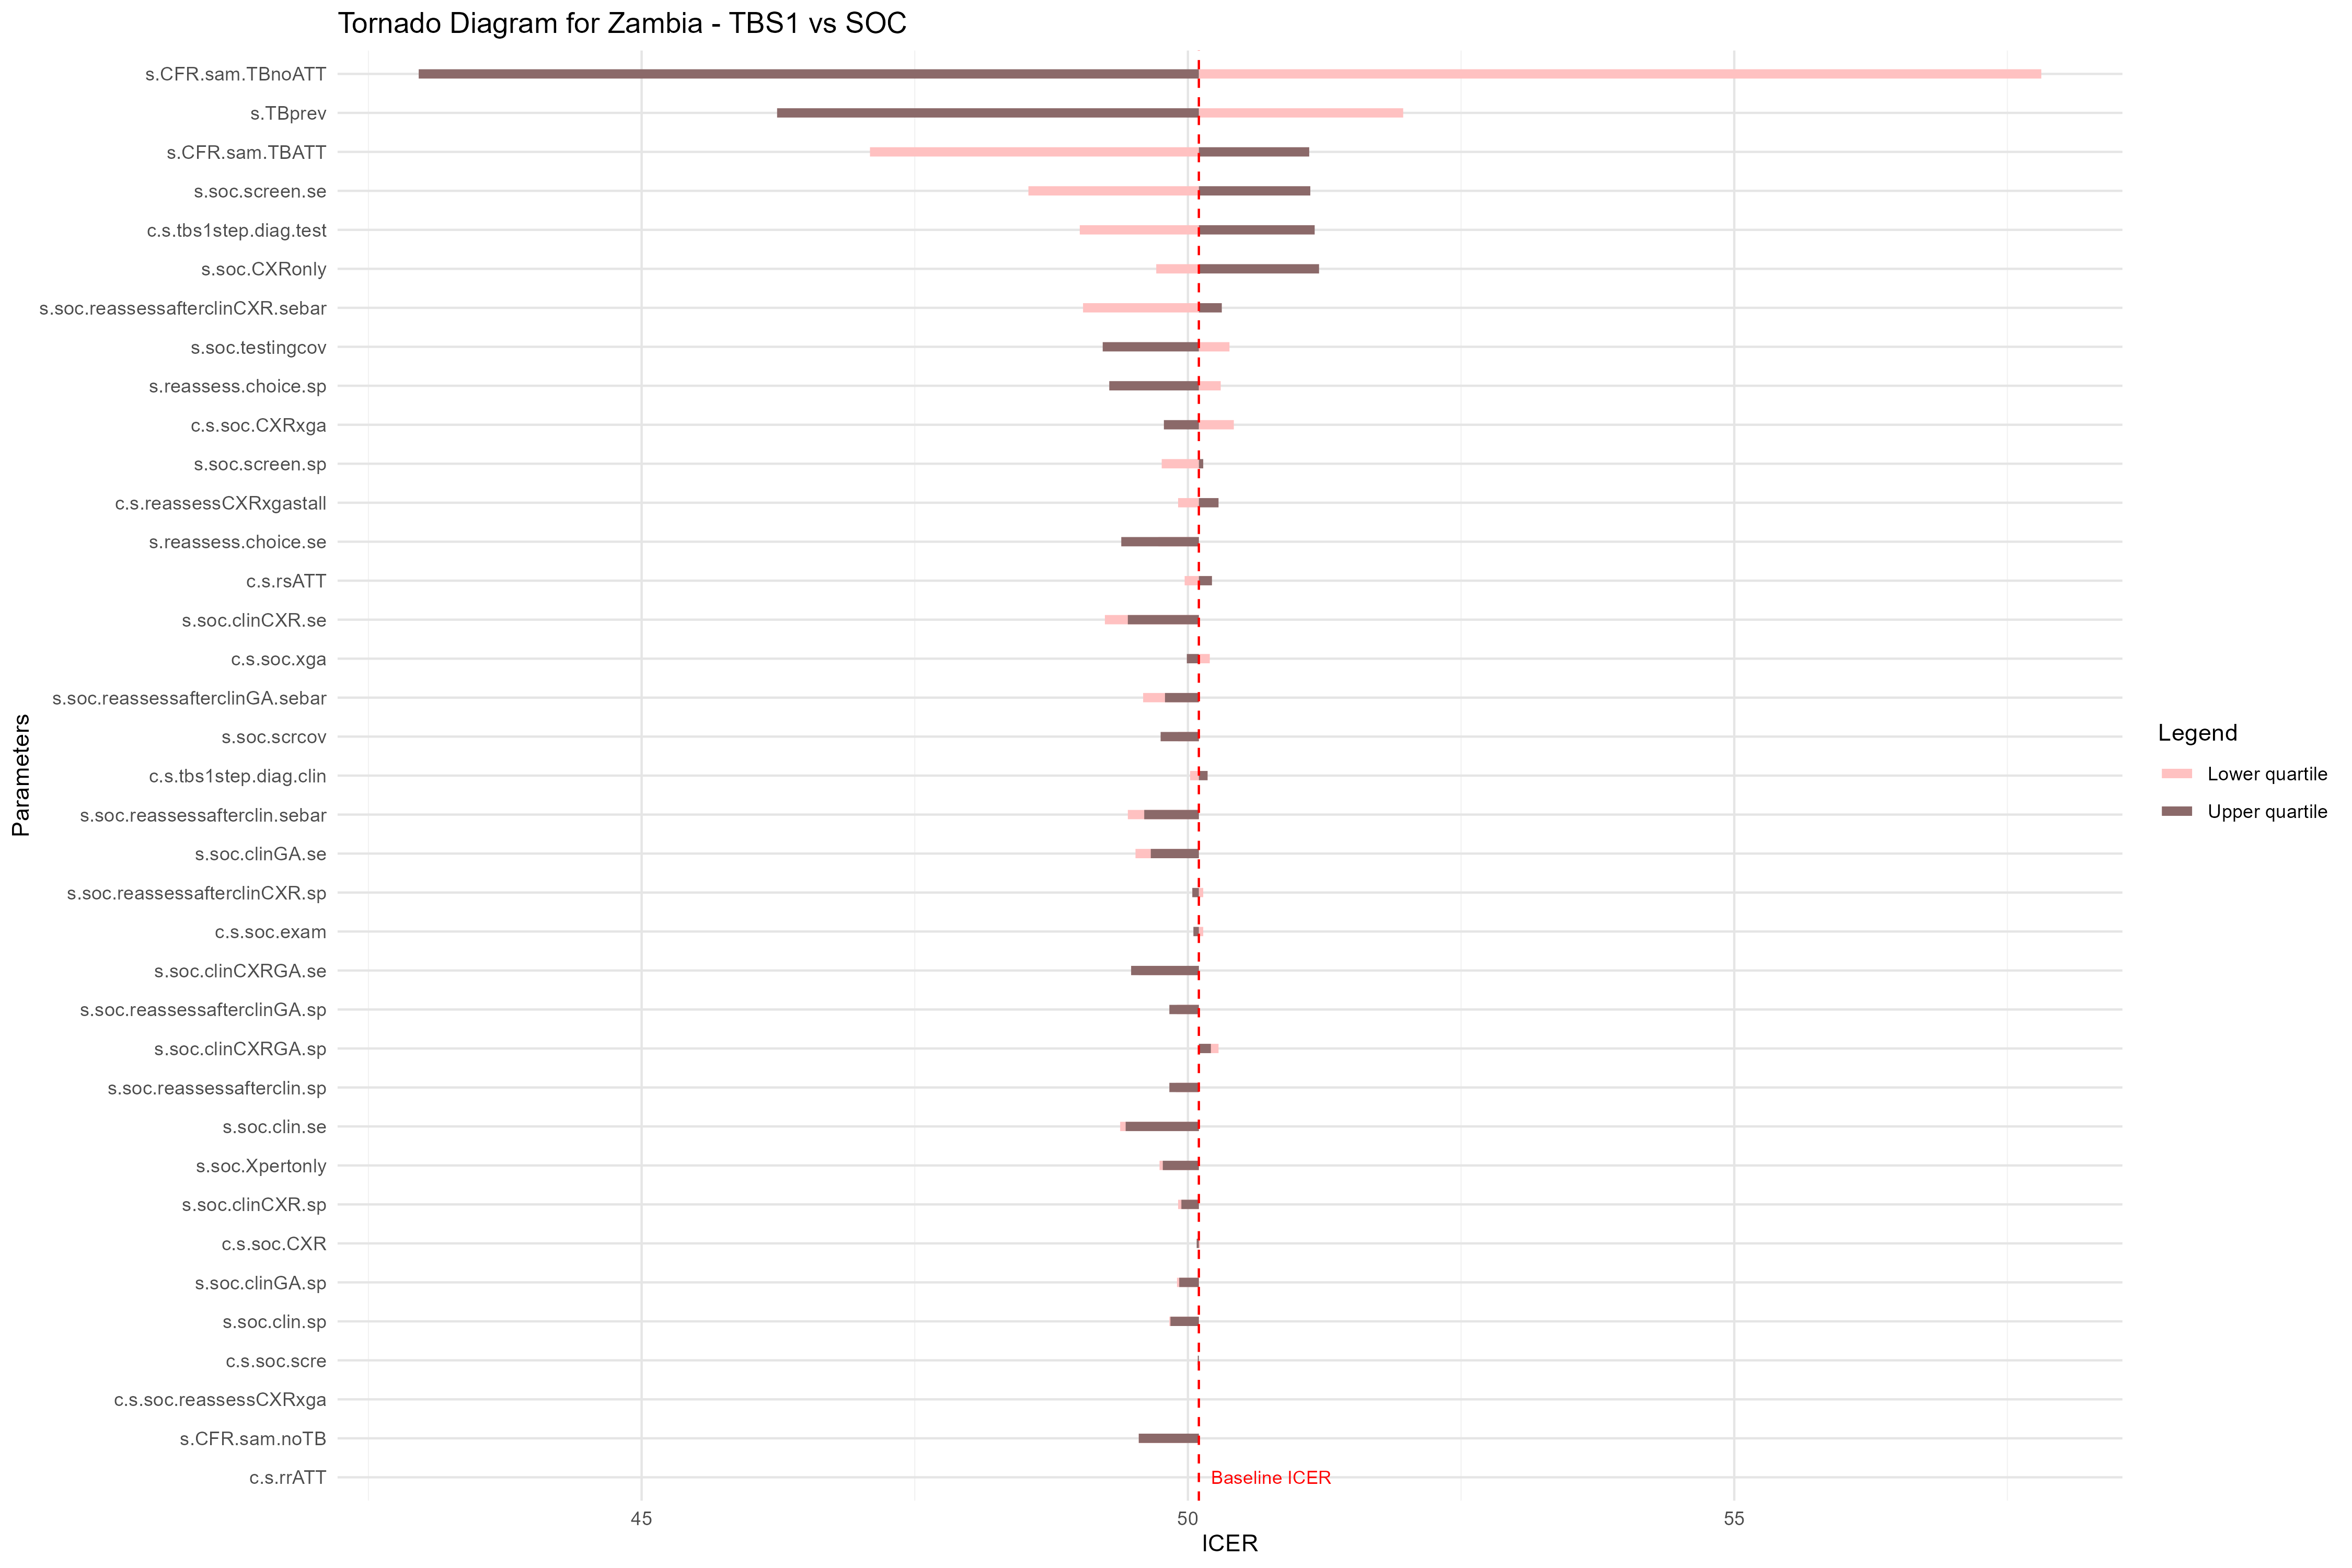 Tornado Diagram for Zambia - TBS1 vs SOC
s.CFR.sam.TBnoATT
s.TBprev
s.CFR.sam.TBATT
s.soc.screen.se
c.s.tbs1step.diag.test
s.soc.CXRonly
s.soc.reassessafterclinCXR.sebar
s.soc.testingcov
s.reassess.choice.sp
c.s.soc.CXRxga
s.soc.screen.sp
c.s.reassessCXRxgastall
s.reassess.choice.se
c.s.rsATT
s.soc.clinCXR.se
c.s.soc.xga
s.soc.reassessafterclinGA.sebar
s.soc.scrcov
c.s.tbs1step.diag.clin
s.soc.reassessafterclin.sebar
s.soc.clinGA.se
s.soc.reassessafterclinCXR.sp
c.s.soc.exam
s.soc.clinCXRGA.se
s.soc.reassessafterclinGA.sp
s.soc.clinCXRGA.sp
s.soc.reassessafterclin.sp
s.soc.clin.se
s.soc.Xpertonly
s.soc.clinCXR.sp
c.s.soc.CXR
s.soc.clinGA.sp
s.soc.clin.sp
c.s.soc.scre
c.s.soc.reassessCXRxga
s.CFR.sam.noTB
c.s.rrATT
Baseline ICER
45 50 55
ICER
Parameters
Legend
Lower quartile
Upper quartile